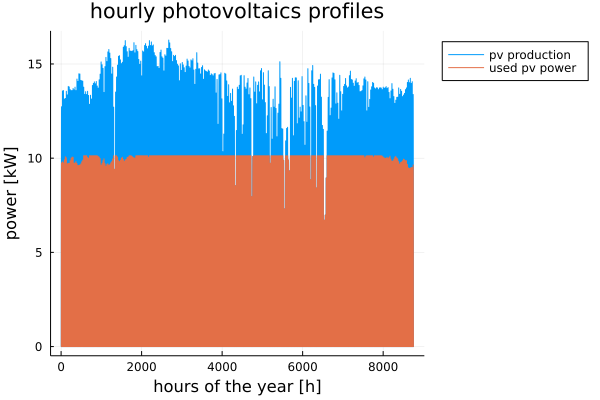 hourly photovoltaics profiles
pv production
used pv power
power [kW]
15
10
5
0
0 2000 4000 6000 8000
hours of the year [h]